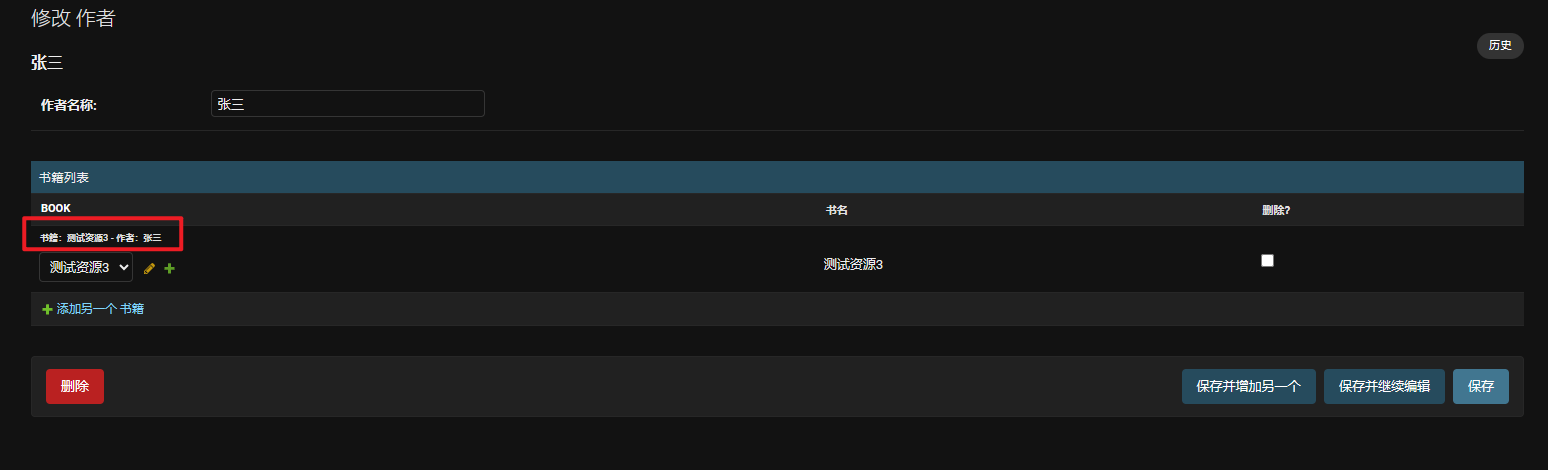 修改 作者
历史
张三
作者名称: 张三
书籍列表
BOOK 书名 删除?
书籍: 测试资源3 - 作者: 张三
测试资源3 测试资源3
添加另一个 书籍
删除 保存并增加另一个 保存并继续编辑 保存